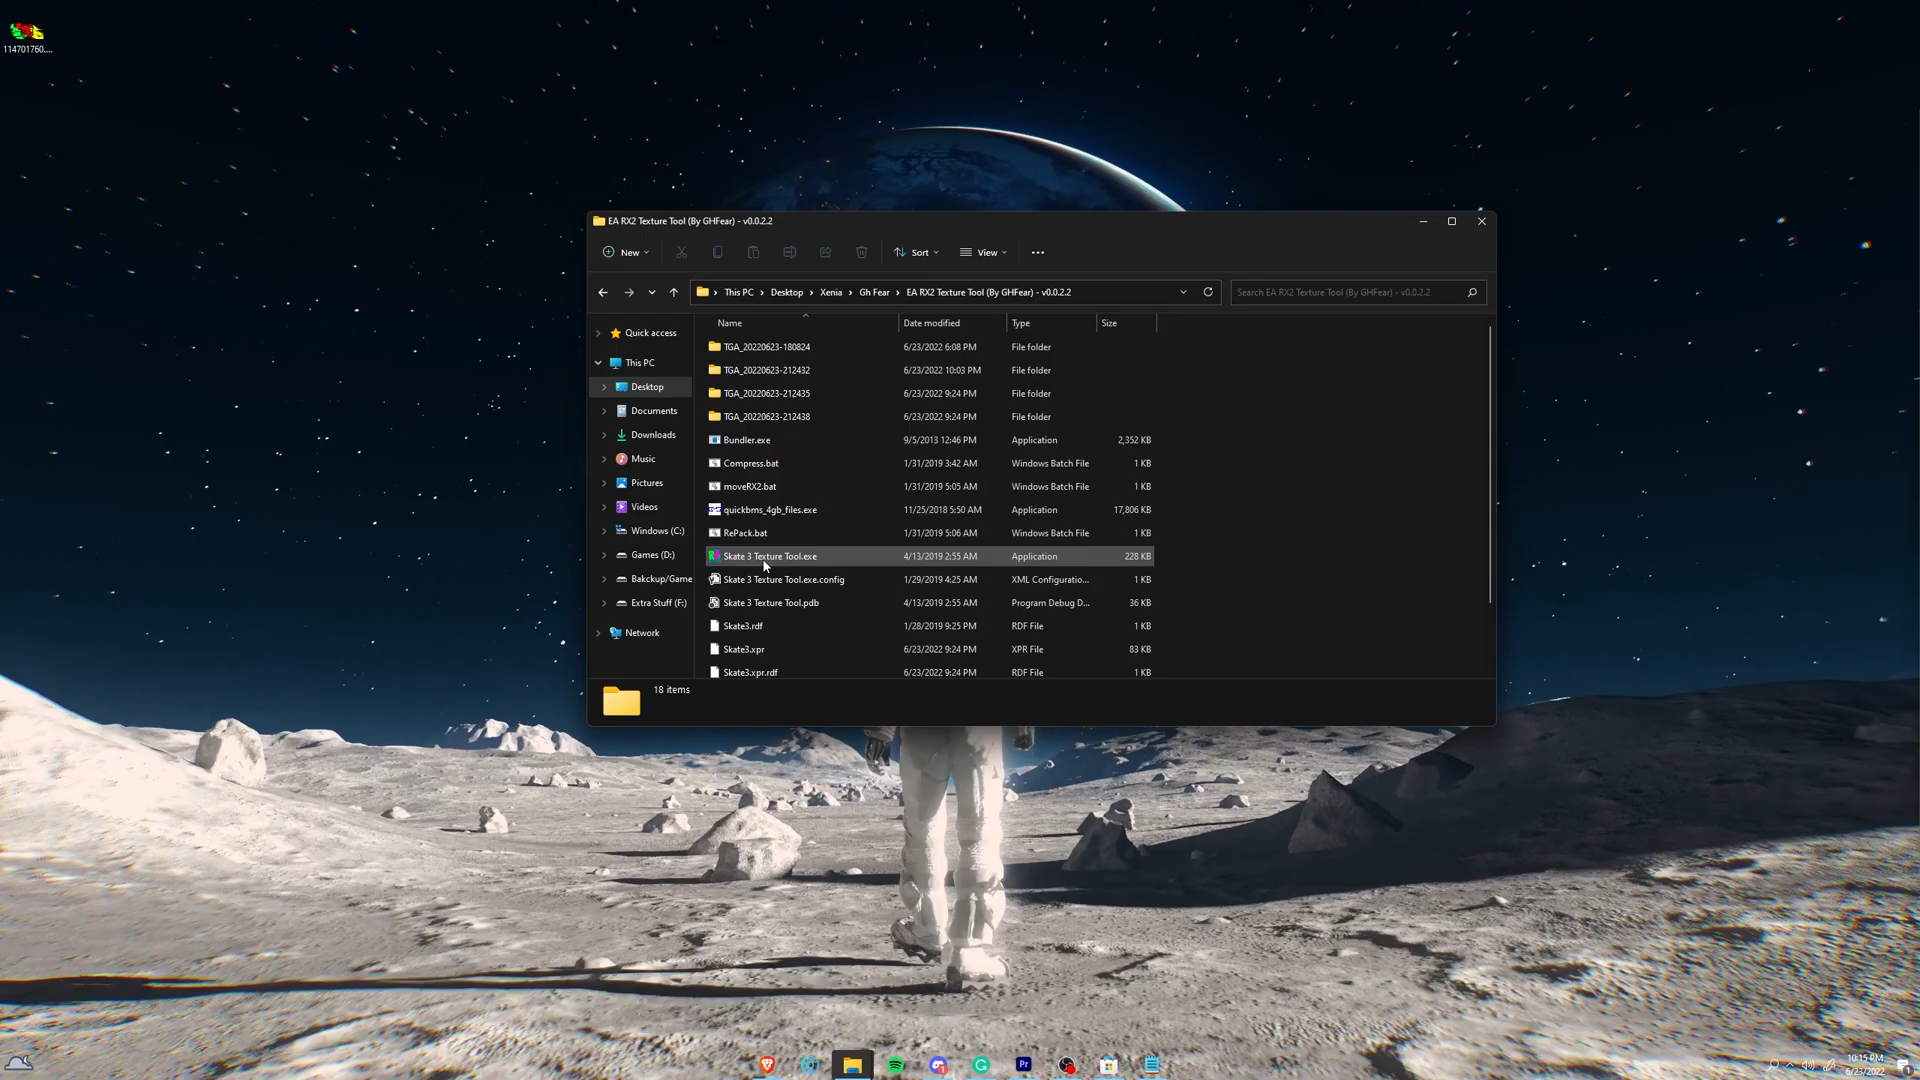 114701760....
EA RX2 Texture Tool (By GHFear) - v0.0.2.2
New
Sort
View
This PC > Desktop > Xenia > Gh Fear > EA RX2 Texture Tool (By GHFear) - v0.0.2.2
Search EA RX2 Texture Tool (By GHFear) - v0.0.2.2
Quick access
This PC
Desktop
Documents
Downloads
Music
Pictures
Videos
Windows (C:)
Games (D:)
Bakckup/Game
Extra Stuff (F:)
Network
Name Date modified Type Size
TGA_20220623-180824 6/23/2022 6:08 PM File folder
TGA_20220623-212432 6/23/2022 10:03 PM File folder
TGA_20220623-212435 6/23/2022 9:24 PM File folder
TGA_20220623-212438 6/23/2022 9:24 PM File folder
Bundler.exe 9/5/2013 12:46 PM Application 2,352 KB
Compress.bat 1/31/2019 3:42 AM Windows Batch File 1 KB
moveRX2.bat 1/31/2019 5:05 AM Windows Batch File 1 KB
quickbms_4gb_files.exe 11/25/2018 5:50 AM Application 17,806 KB
RePack.bat 1/31/2019 5:06 AM Windows Batch File 1 KB
Skate 3 Texture Tool.exe 4/13/2019 2:55 AM Application 228 KB
Skate 3 Texture Tool.exe.config 1/29/2019 4:25 AM XML Configuratio... 1 KB
Skate 3 Texture Tool.pdb 4/13/2019 2:55 AM Program Debug D... 36 KB
Skate3.rdf 1/28/2019 9:25 PM RDF File 1 KB
Skate3.xpr 6/23/2022 9:24 PM XPR File 83 KB
Skate3.xpr.rdf 6/23/2022 9:24 PM RDF File 1 KB
18 items
Pr
10:15 PM
6/23/2022